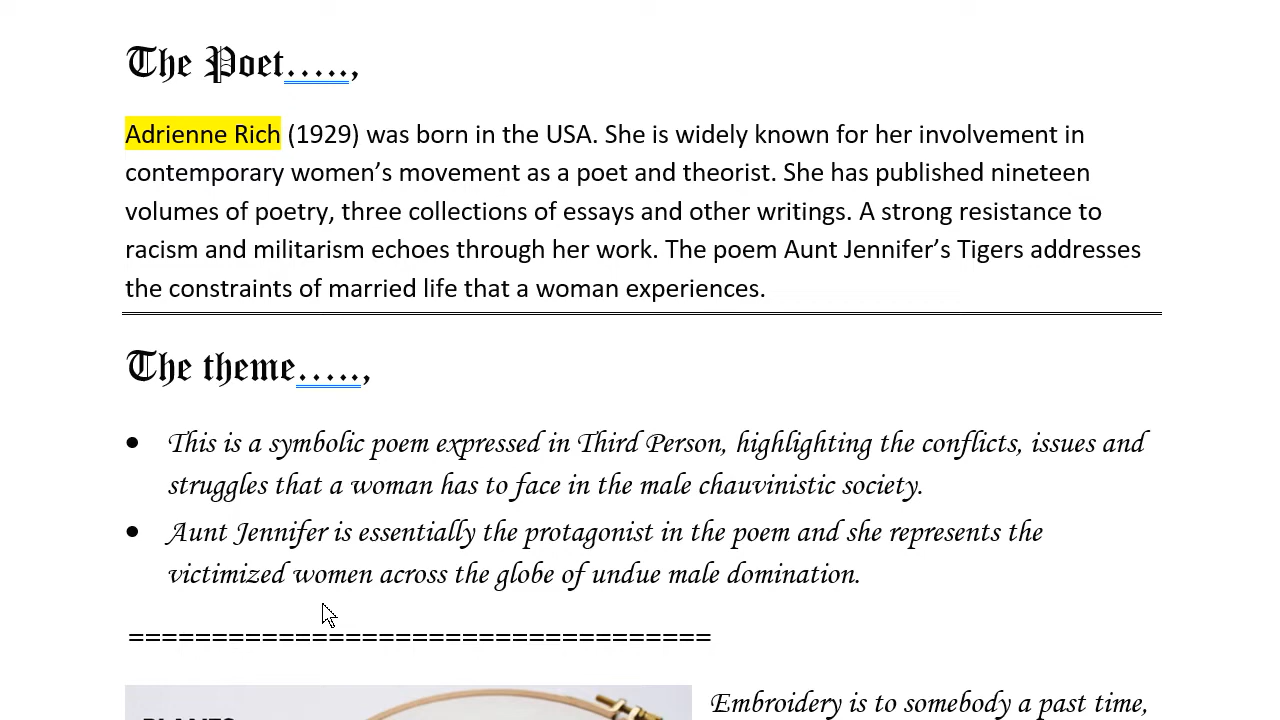 The Poet.....,
Adrienne Rich (1929) was born in the USA. She is widely known for her involvement in
contemporary women’s movement as a poet and theorist. She has published nineteen
volumes of poetry, three collections of essays and other writings. A strong resistance to
racism and militarism echoes through her work. The poem Aunt Jennifer’s Tigers addresses
the constraints of married life that a woman experiences.
The theme.....,
• This is a symbolic poem expressed in Third Person, highlighting the conflicts, issues and
struggles that a woman has to face in the male chauvinistic society.
• Aunt Jennifer is essentially the protagonist in the poem and she represents the
victimized women across the globe of undue male domination.
===================================
Embroidery is to somebody a past time,